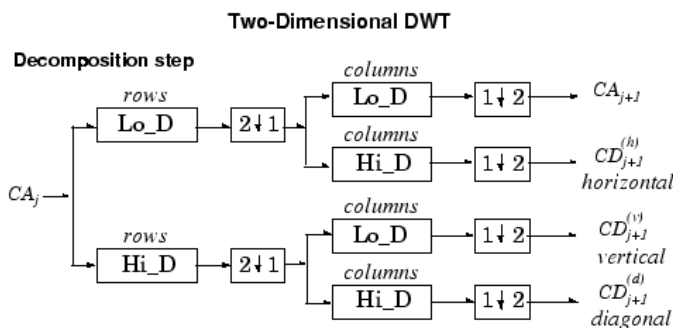 Two-Dimensional DWT
Decomposition step
rows
columns
Lo_D
2↓1
Lo_D
1↓2
CA_{j+1}
columns
Hi_D
1↓2
CD_{j+1}^{(h)}
horizontal
CA_j
rows
columns
Hi_D
2↓1
Lo_D
1↓2
CD_{j+1}^{(v)}
vertical
columns
Hi_D
1↓2
CD_{j+1}^{(d)}
diagonal